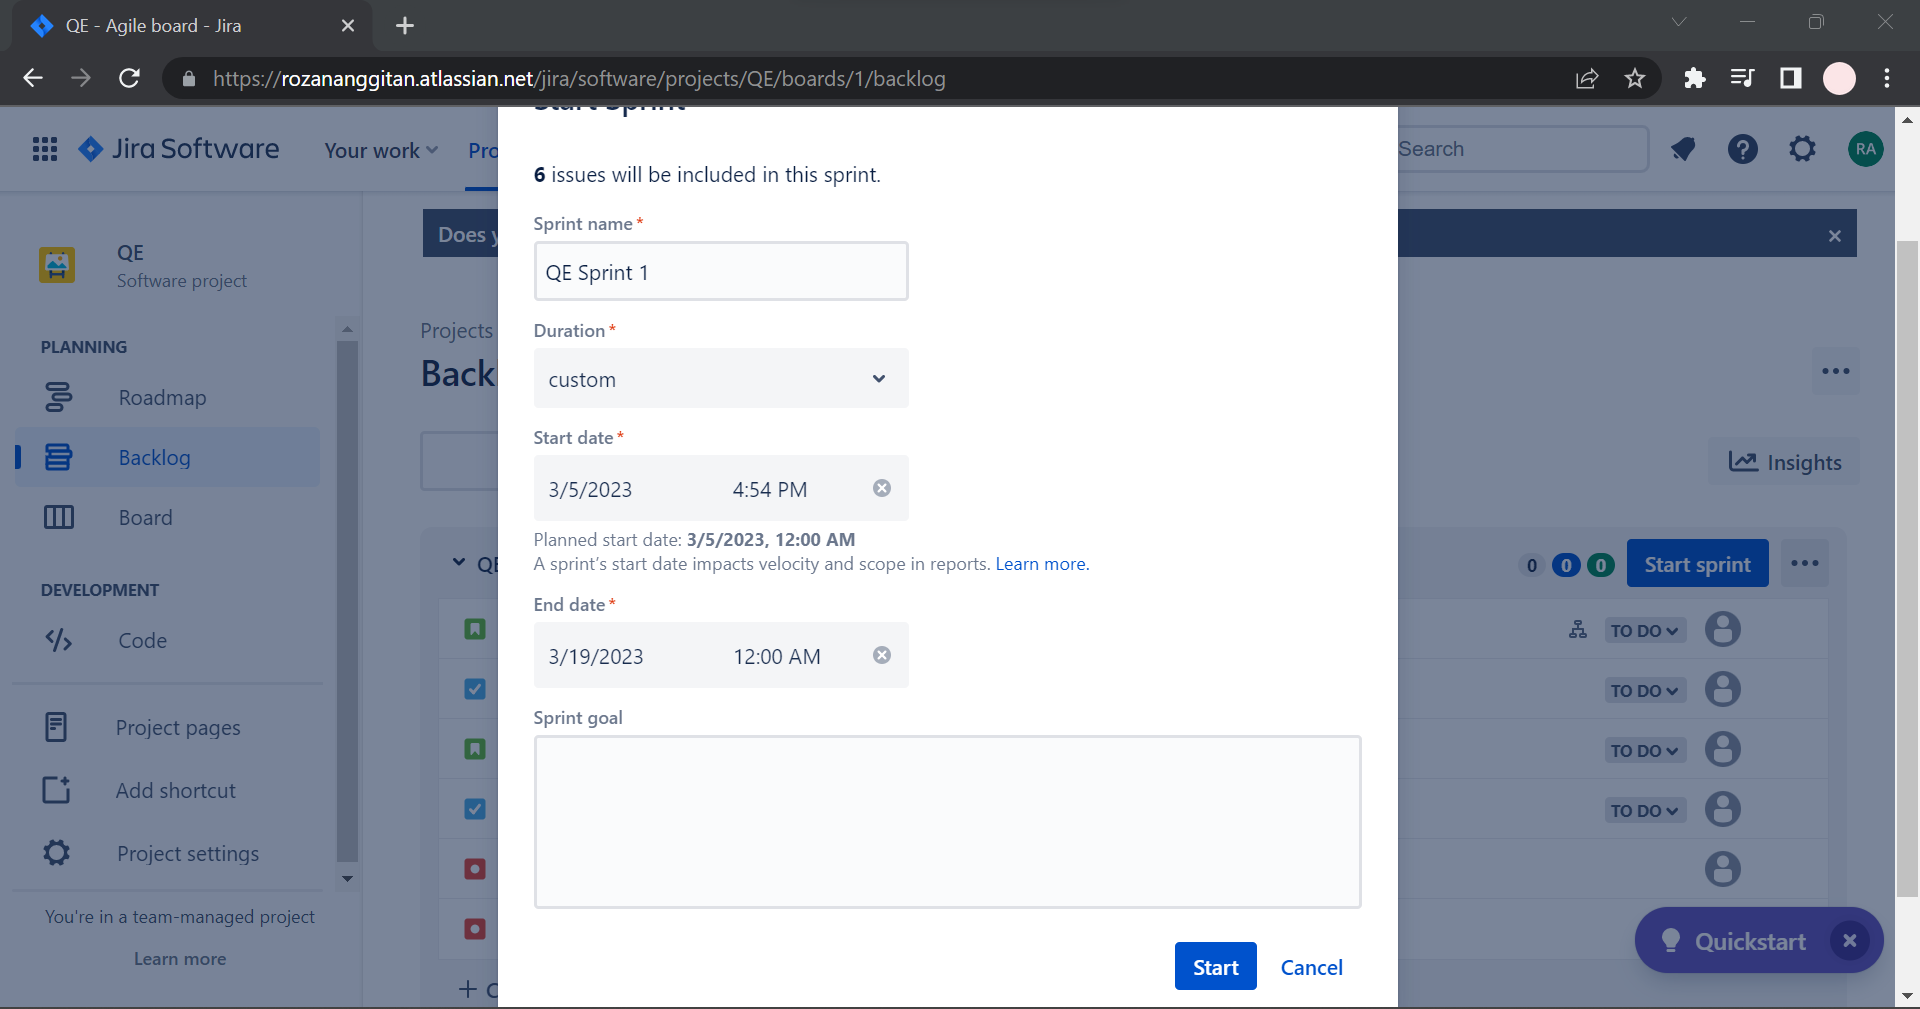 QE - Agile board - Jira
https://rozananggitan.atlassian.net/jira/software/projects/QE/boards/1/backlog
Start Sprint
Jira Software
Your work
Pro
Search
RA
6 issues will be included in this sprint.
Does y
QE
Software project
Sprint name*
QE Sprint 1
Projects
Duration*
PLANNING
Back
custom
Roadmap
Start date*
Backlog
Insights
3/5/2023 4:54 PM
Board
Planned start date: 3/5/2023, 12:00 AM
A sprint's start date impacts velocity and scope in reports. Learn more.
QE
0 0 0 Start sprint
DEVELOPMENT
End date*
Code
TO DO
3/19/2023 12:00 AM
TO DO
Sprint goal
Project pages
TO DO
Add shortcut
TO DO
Project settings
You're in a team-managed project
Learn more
Quickstart
Start
Cancel
C